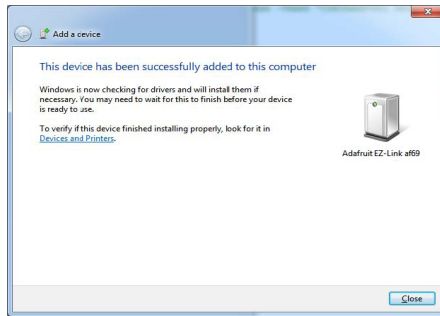 Add a device
This device has been successfully added to this computer
Windows is now checking for drivers and will install them if
necessary. You may need to wait for this to finish before your device
is ready to use.
To verify if this device finished installing properly, look for it in
Devices and Printers.
Adafruit EZ-Link af69
Close